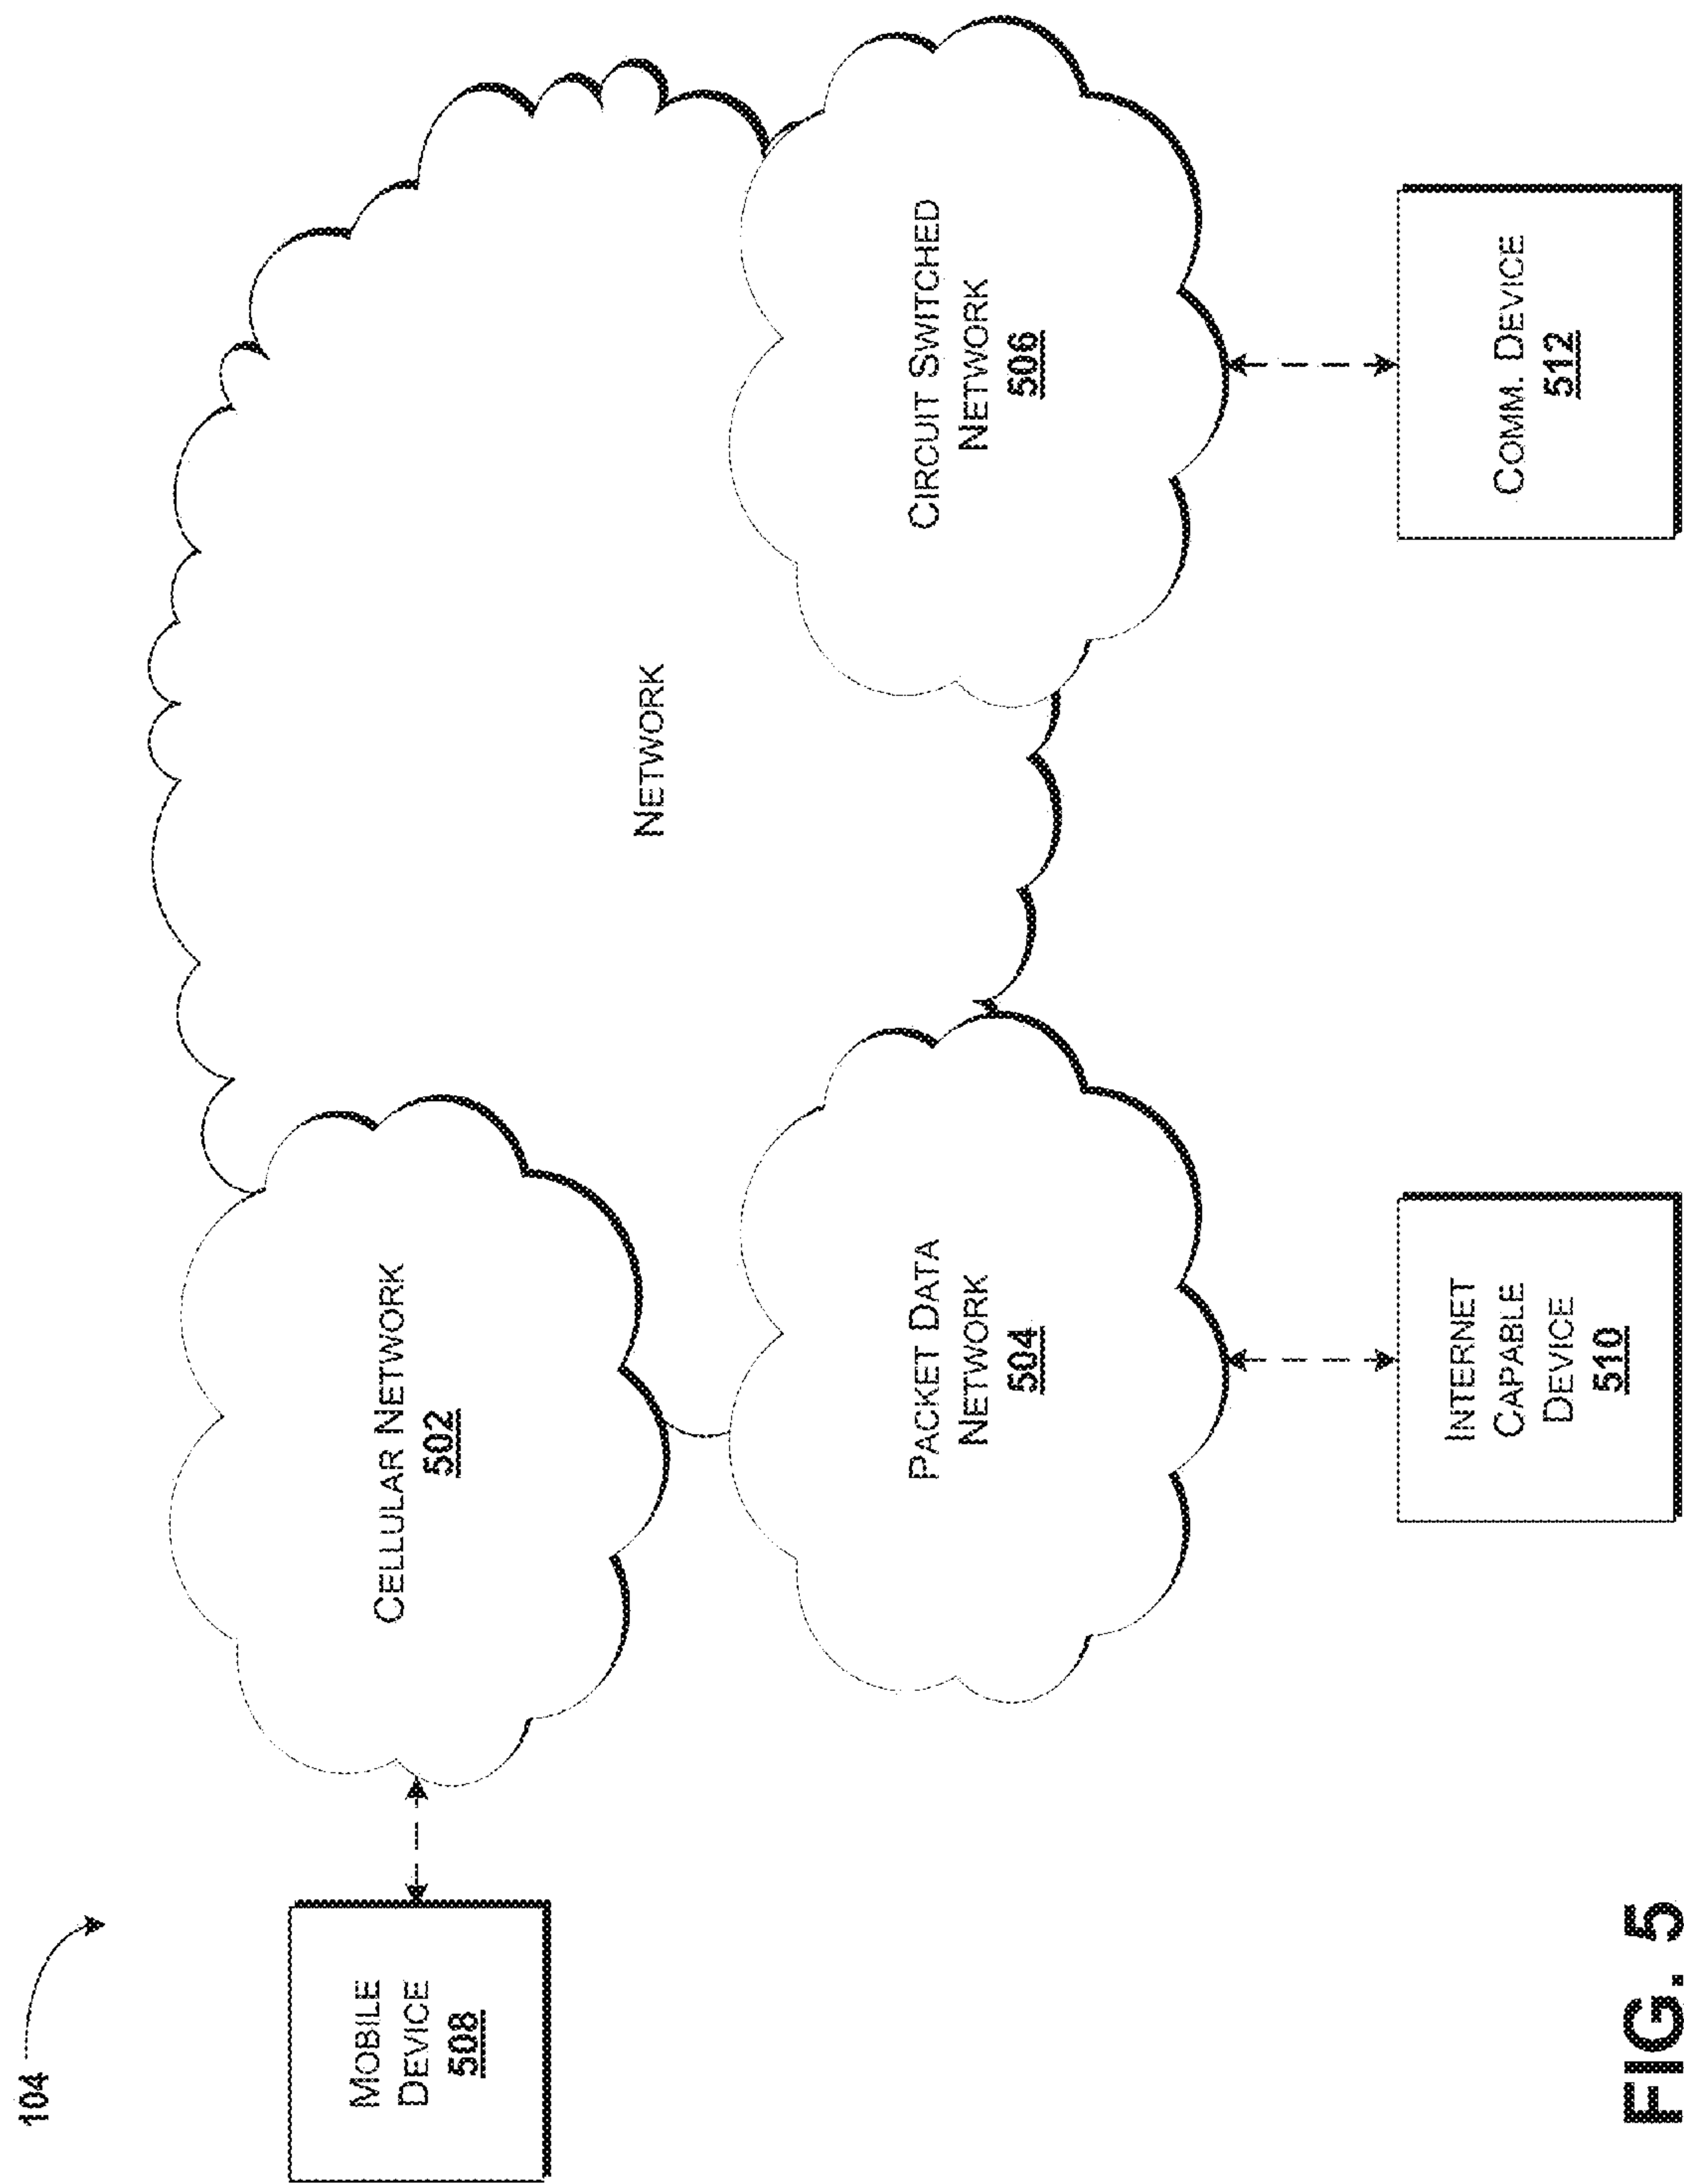 104
NETWORK
CELLULAR NETWORK
502
MOBILE
DEVICE
508
PACKET DATA
NETWORK
504
CIRCUIT SWITCHED
NETWORK
506
INTERNET
CAPABLE
DEVICE
510
COMM. DEVICE
512
FIG. 5